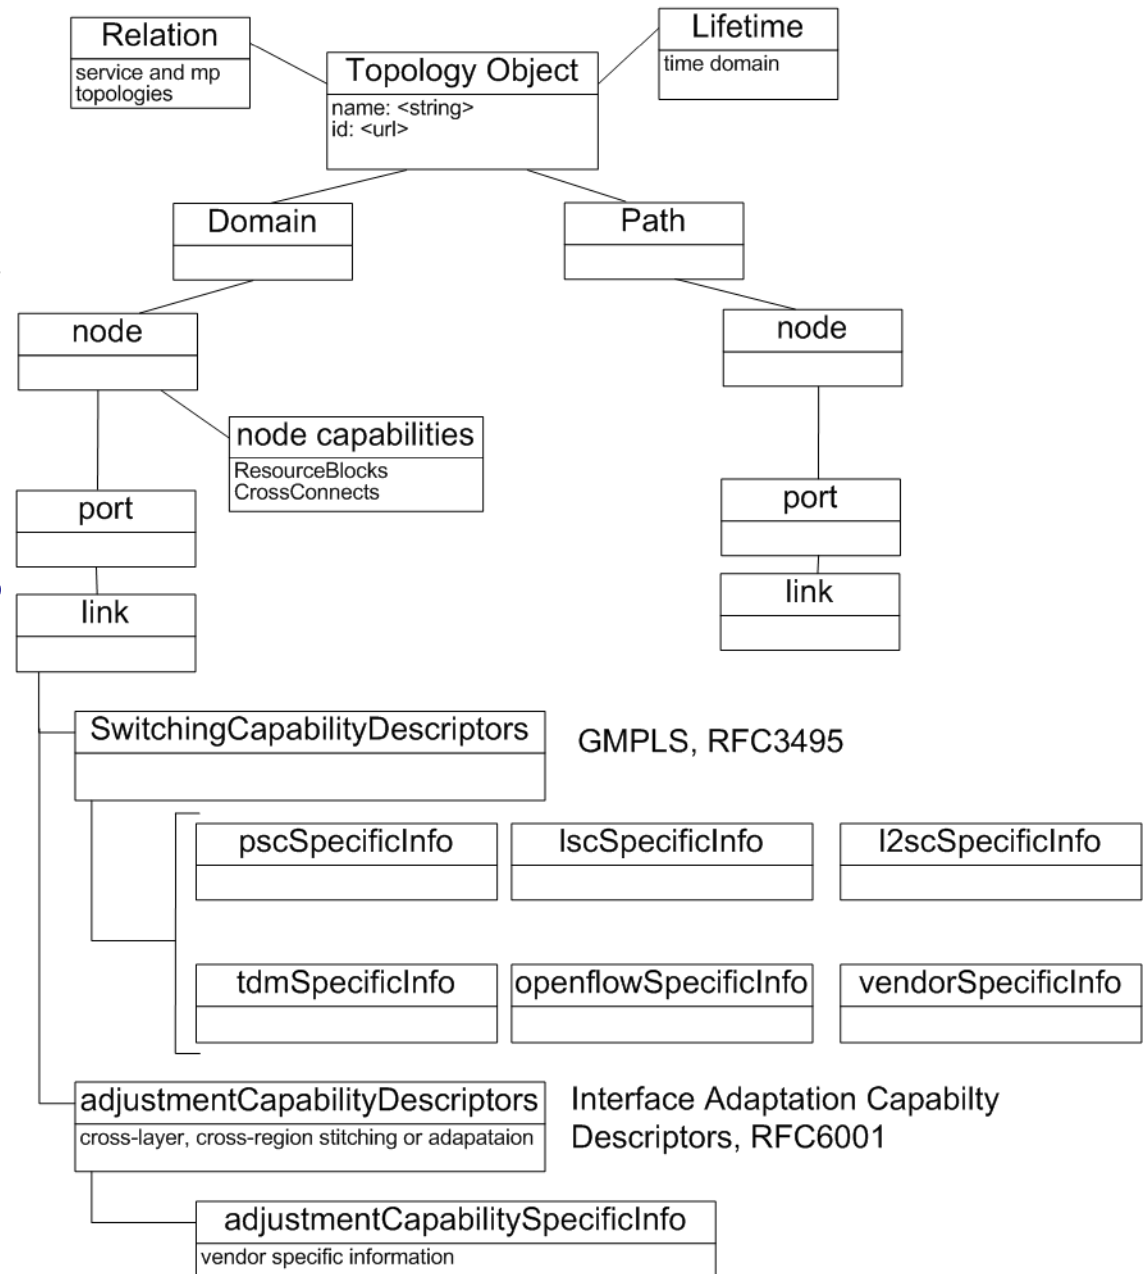 Relation
service and mp
topologies
Topology Object
name: <string>
id: <url>
Lifetime
time domain
Domain
Path
node
node
node capabilities
ResourceBlocks
CrossConnects
port
port
link
link
SwitchingCapabilityDescriptors
GMPLS, RFC3495
pscSpecificInfo
lscSpecificInfo
l2scSpecificInfo
tdmSpecificInfo
openflowSpecificInfo
vendorSpecificInfo
adjustmentCapabilityDescriptors
cross-layer, cross-region stitching or adapataion
Interface Adaptation Capabilty
Descriptors, RFC6001
adjustmentCapabilitySpecificInfo
vendor specific information